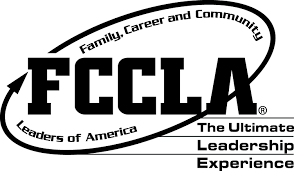 Family, Career and Community
FCCLA®
Leaders of America
The Ultimate
Leadership
Experience